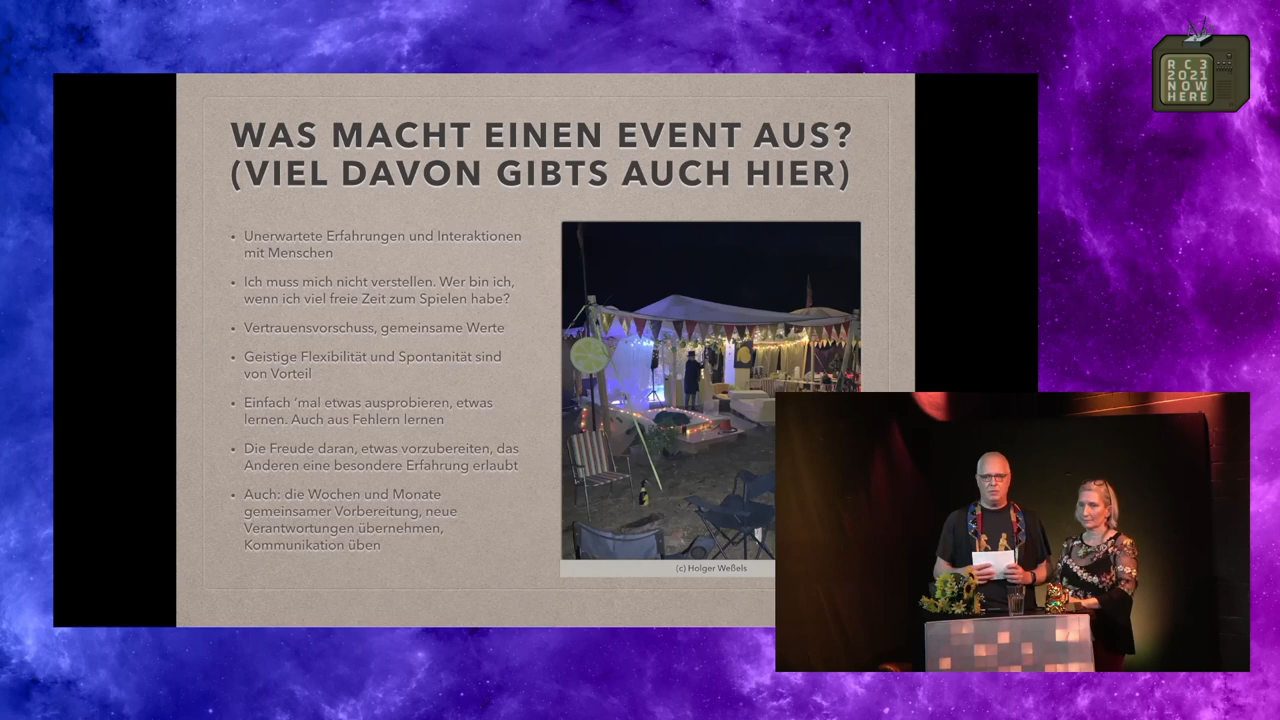 WAS MACHT EINEN EVENT AUS?
(VIEL DAVON GIBTS AUCH HIER)
• Unerwartete Erfahrungen und Interaktionen
mit Menschen
• Ich muss mich nicht verstellen. Wer bin ich,
wenn ich viel freie Zeit zum Spielen habe?
• Vertrauensvorschuss, gemeinsame Werte
• Geistige Flexibilität und Spontanität sind
von Vorteil
• Einfach ‘mal etwas ausprobieren, etwas
lernen. Auch aus Fehlern lernen
• Die Freude daran, etwas vorzubereiten, das
Anderen eine besondere Erfahrung erlaubt
• Auch: die Wochen und Monate
gemeinsamer Vorbereitung, neue
Verantwortungen übernehmen,
Kommunikation üben
(c) Holger Weßels
R C 3
2021
NOW
HERE